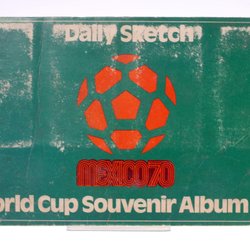 Daily Sketch
MEXICO70
orld Cup Souvenir Album